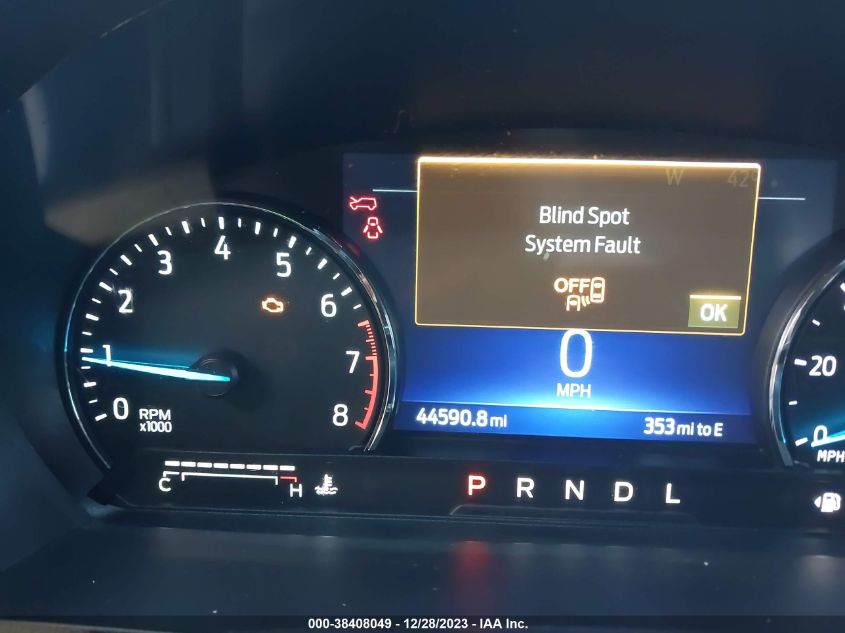 W 42°
Blind Spot
System Fault
OFF
OK
0
MPH
44590.8 mi
353 mi to E
0 1 2 3 4 5 6 7 8
RPM
x1000
20
0
MPH
C H
P R N D L
000-38408049 - 12/28/2023 - IAA Inc.